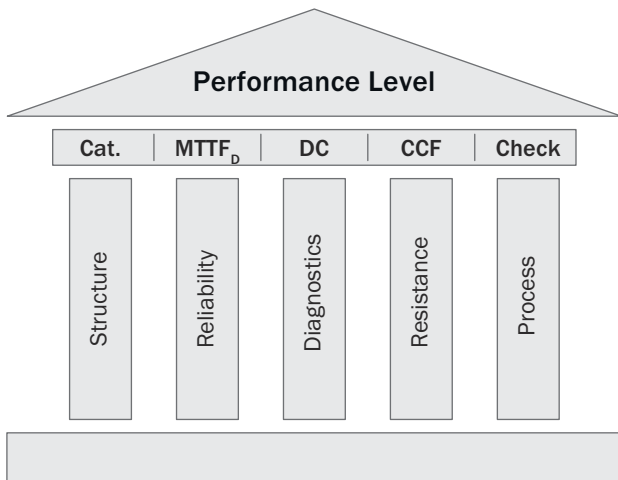 Performance Level
Cat. MTTFD DC CCF Check
Structure
Reliability
Diagnostics
Resistance
Process